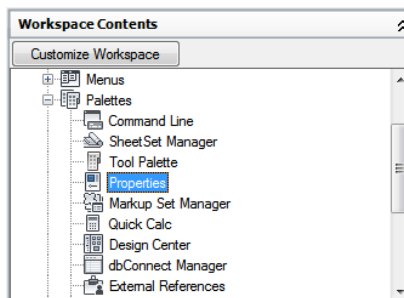 Workspace Contents
Customize Workspace
Menus
Palettes
Command Line
SheetSet Manager
Tool Palette
Properties
Markup Set Manager
Quick Calc
Design Center
dbConnect Manager
External References